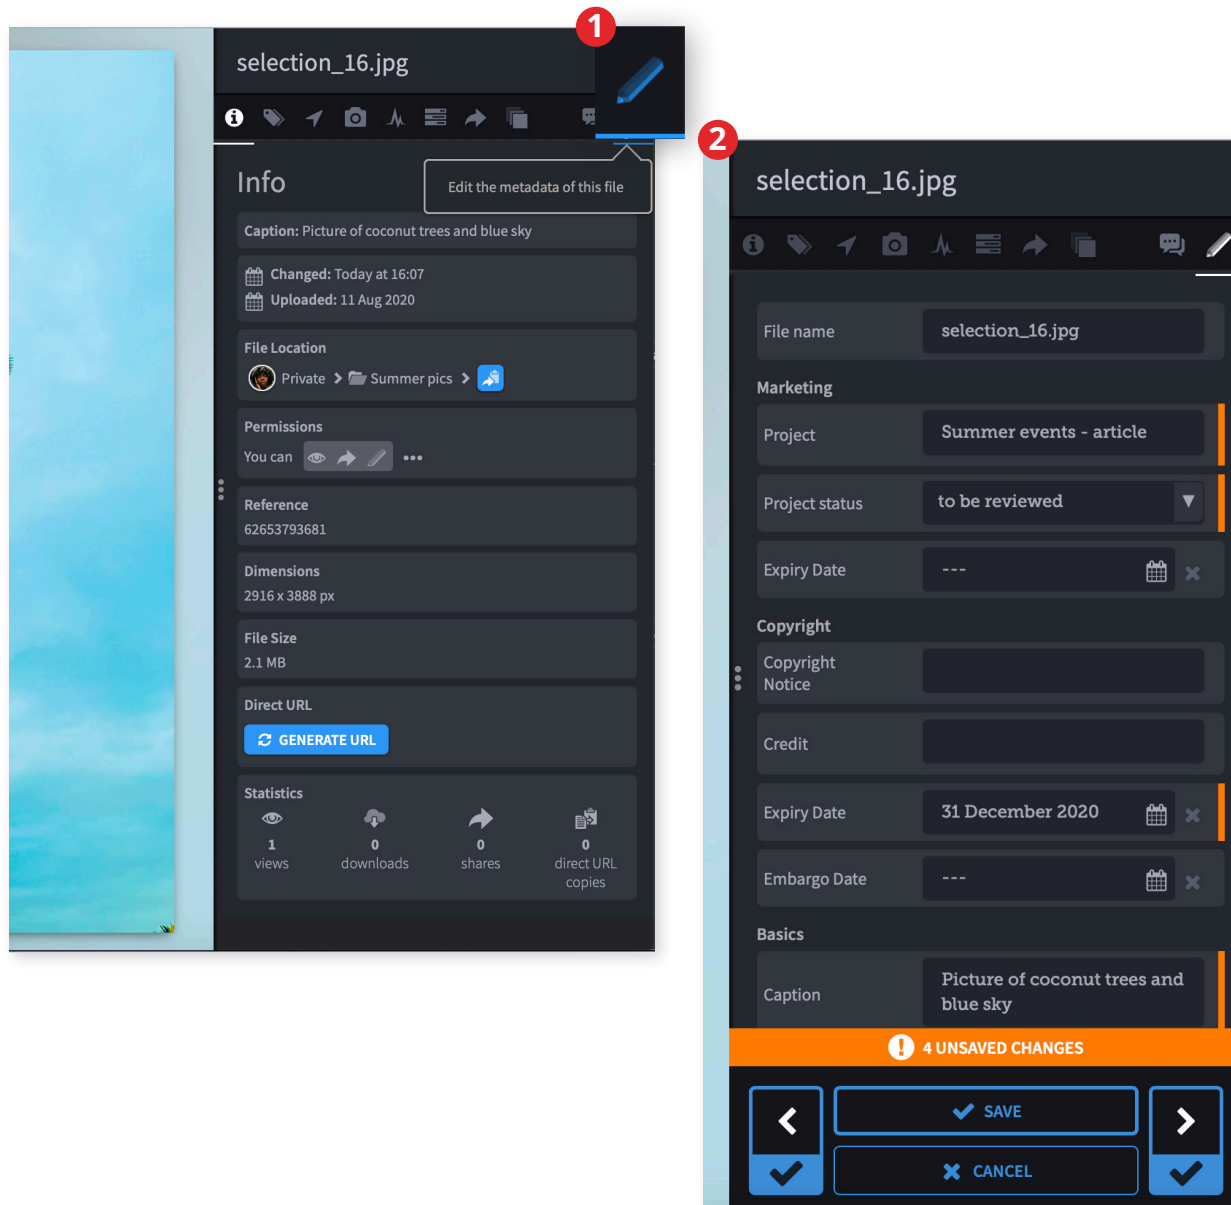 1
selection_16.jpg
Edit the metadata of this file
Info
Caption: Picture of coconut trees and blue sky
Changed: Today at 16:07
Uploaded: 11 Aug 2020
File Location
Private > Summer pics >
Permissions
You can
Reference
62653793681
Dimensions
2916 x 3888 px
File Size
2.1 MB
Direct URL
GENERATE URL
Statistics
1 0 0 0
views downloads shares direct URL
copies
2
selection_16.jpg
File name selection_16.jpg
Marketing
Project Summer events - article
Project status to be reviewed
Expiry Date ---
Copyright
Copyright
Notice
Credit
Expiry Date 31 December 2020
Embargo Date ---
Basics
Caption Picture of coconut trees and
blue sky
4 UNSAVED CHANGES
SAVE
CANCEL